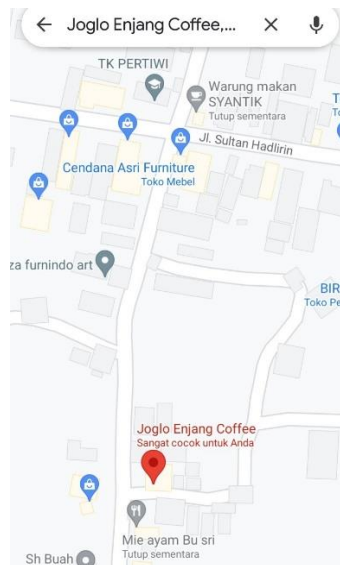 Joglo Enjang Coffee,...
TK PERTIWI
Warung makan
SYANTIK
Tutup sementara
Jl. Sultan Hadlirin
Cendana Asri Furniture
Toko Mebel
za furnindo art
BIR
Toko Pe
Joglo Enjang Coffee
Sangat cocok untuk Anda
Mie ayam Bu sri
Tutup sementara
Sh Buah